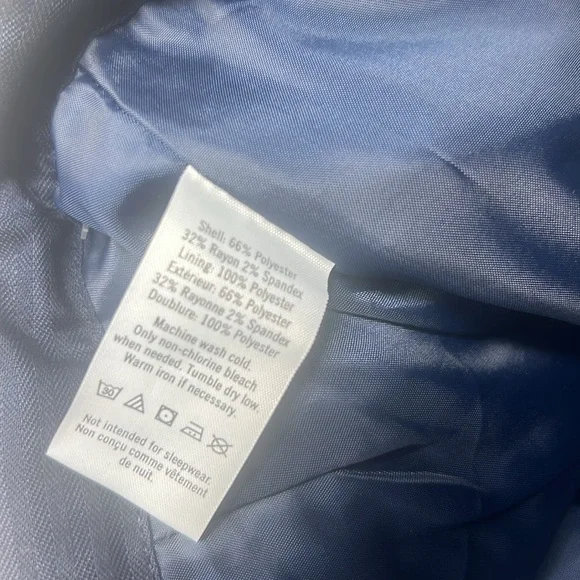 Shell: 66% Polyester
32% Rayon 2% Spandex
Lining: 100% Polyester
Extérieur: 66% Polyester
32% Rayonne 2% Spandex
Doublure: 100% Polyester
Machine wash cold.
Only non-chlorine bleach
when needed. Tumble dry low.
Warm iron if necessary.
30
Not intended for sleepwear.
Non conçu comme vêtement
de nuit.